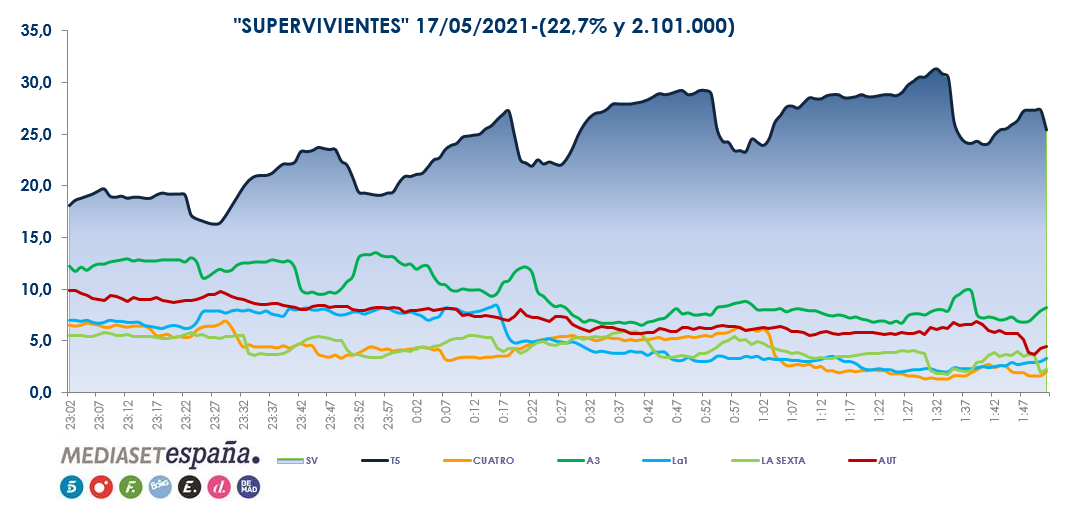 "SUPERVIVIENTES" 17/05/2021-(22,7% y 2.101.000)
35,0
30,0
25,0
20,0
15,0
10,0
5,0
0,0
23:02 23:07 23:12 23:17 23:22 23:27 23:32 23:37 23:42 23:47 23:52 23:57 0:02 0:07 0:12 0:17 0:22 0:27 0:32 0:37 0:42 0:47 0:52 0:57 1:02 1:07 1:12 1:17 1:22 1:27 1:32 1:37 1:42 1:47
MEDIASETespaña.
SV T5 CUATRO A3 La1 LA SEXTA AUT
5 F. Boing E. d. BE MAD